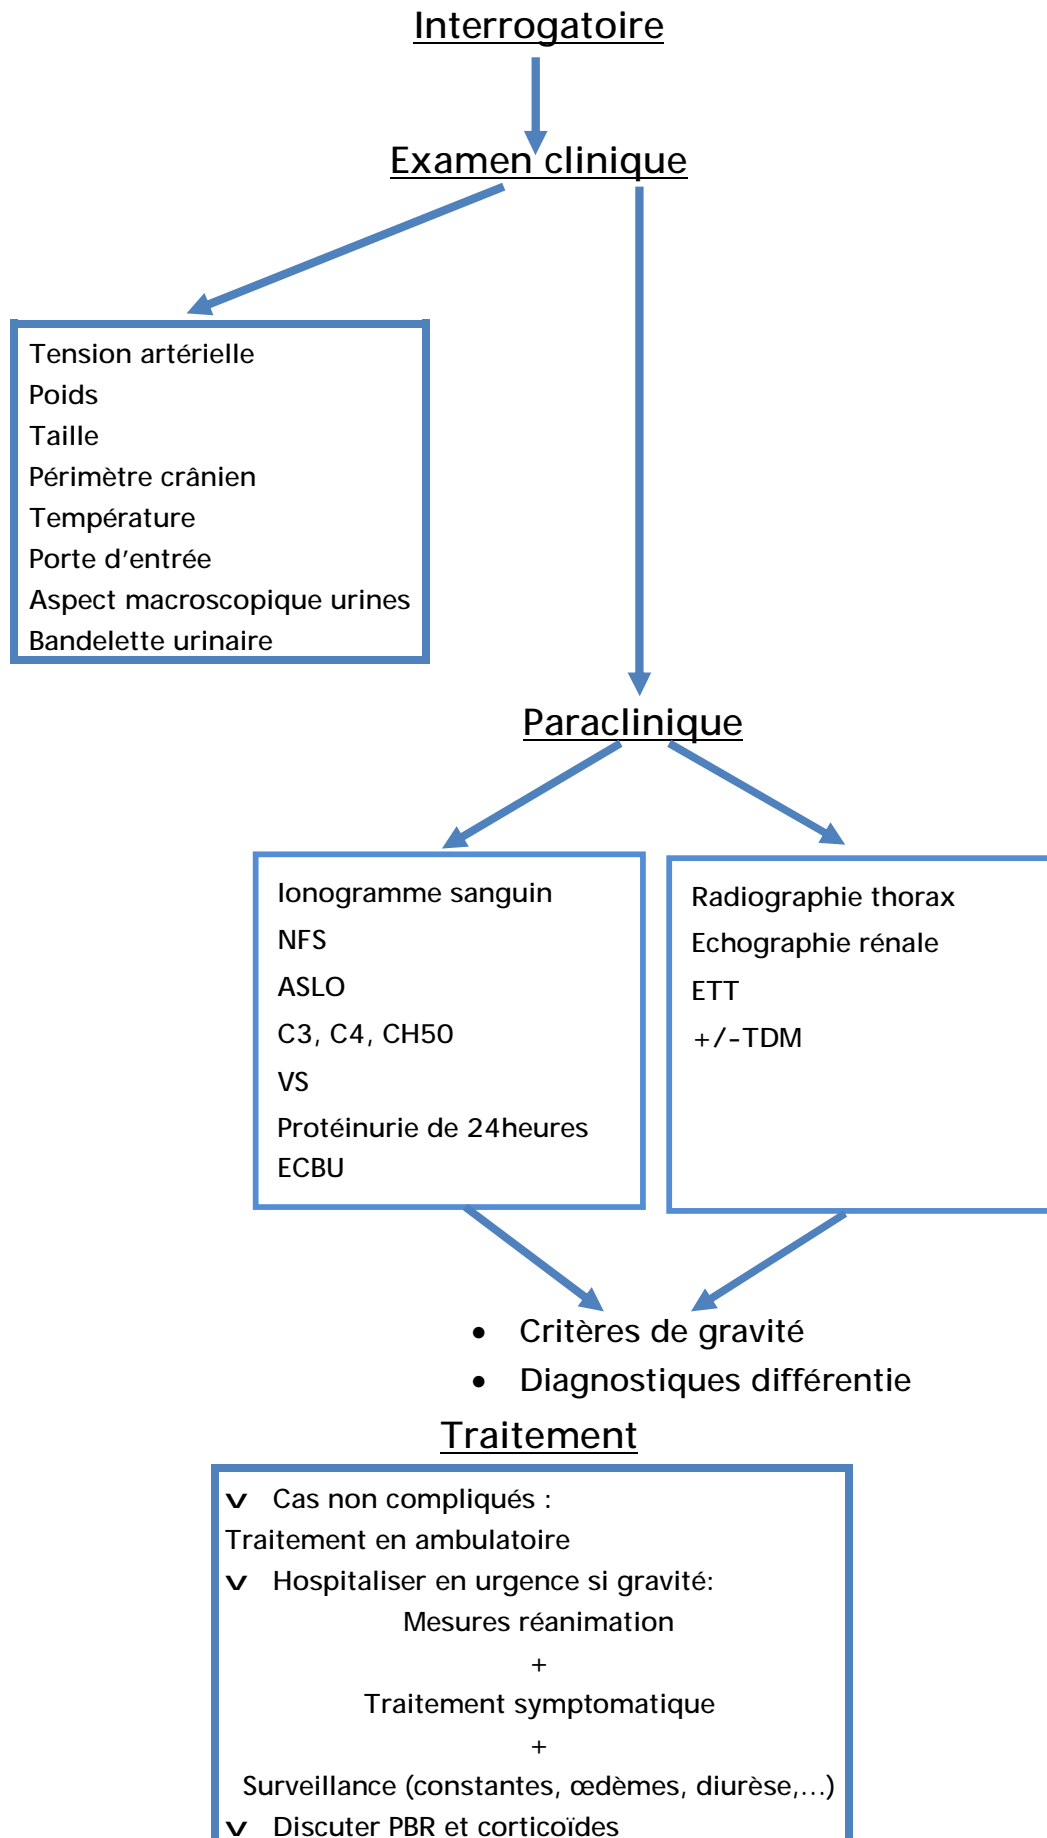 Interrogatoire
Examen clinique
Tension artérielle
Poids
Taille
Périmètre crânien
Température
Porte d’entrée
Aspect macroscopique urines
Bandelette urinaire
Paraclinique
Ionogramme sanguin
NFS
ASLO
C3, C4, CH50
VS
Protéinurie de 24heures
ECBU
Radiographie thorax
Echographie rénale
ETT
+/-TDM
• Critères de gravité
• Diagnostiques différentie
Traitement
v Cas non compliqués :
Traitement en ambulatoire
v Hospitaliser en urgence si gravité:
Mesures réanimation
+
Traitement symptomatique
+
Surveillance (constantes, œdèmes, diurèse,…)
v Discuter PBR et corticoïdes